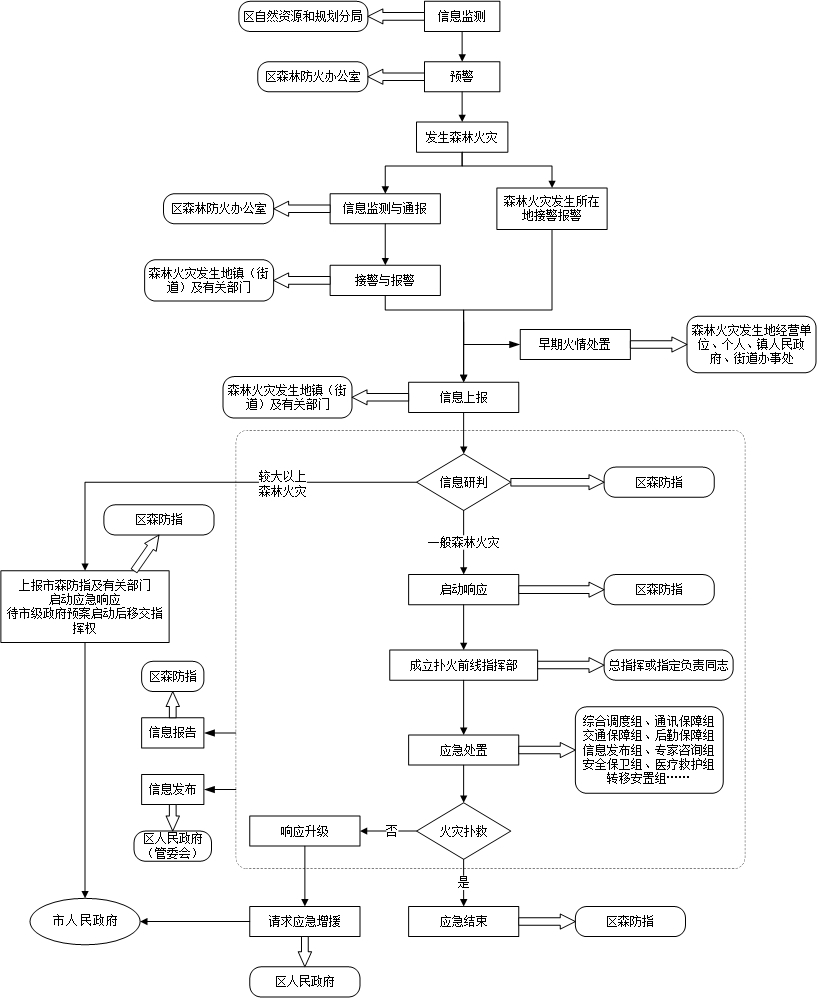 区自然资源和规划分局
信息监测
区森林防火办公室
预警
发生森林火灾
区森林防火办公室
信息监测与通报
森林火灾发生所在
地接警报警
森林火灾发生地镇（街
道）及有关部门
接警与报警
早期火情处置
森林火灾发生地经营单
位、个人、镇人民政
府、街道办事处
森林火灾发生地镇（街
道）及有关部门
信息上报
较大以上
森林火灾
信息研判
区森防指
区森防指
一般森林火灾
上报市森防指及有关部门
启动应急响应
待市级政府预案启动后移交指
挥权
启动响应
区森防指
成立扑火前线指挥部
总指挥或指定负责同志
区森防指
信息报告
应急处置
综合调度组、通讯保障组
交通保障组、后勤保障组
信息发布组、专家咨询组
安全保卫组、医疗救护组
转移安置组……
信息发布
区人民政府
（管委会）
响应升级
否
火灾扑救
是
市人民政府
请求应急增援
应急结束
区森防指
区人民政府